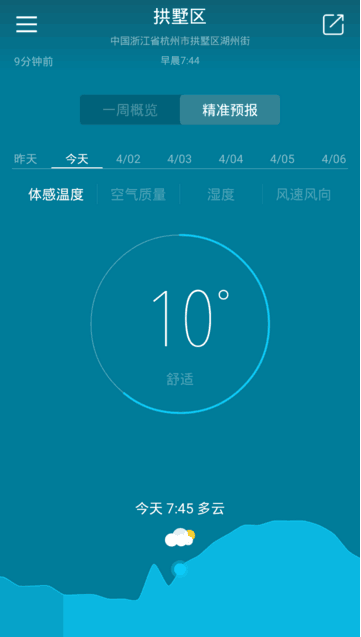 拱墅区
中国浙江省杭州市拱墅区湖州街
9分钟前
早晨7:44
一周概览 精准预报
昨天 今天 4/02 4/03 4/04 4/05 4/06
体感温度 空气质量 湿度 风速风向
10°
舒适
今天 7:45 多云